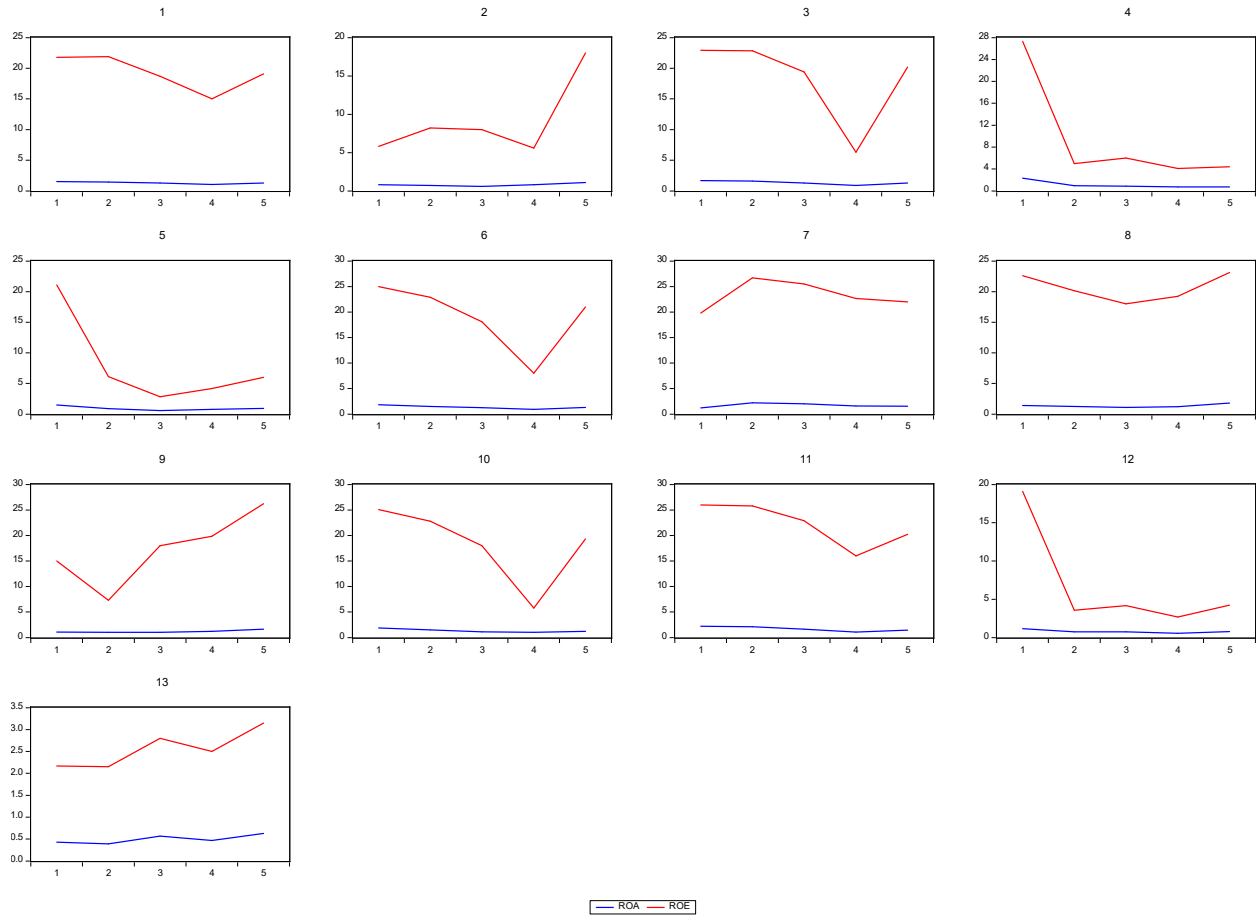 1 2 3 4
25 20 25 28
20 15 20 24
15 10 15 20
10 5 10 16
5 0 5 12
0 0 8
4
0
1 2 3 4 5 1 2 3 4 5 1 2 3 4 5 1 2 3 4 5
5 6 7 8
25 30 30 25
20 25 25 20
15 20 20 15
10 15 15 10
5 10 10 5
0 5 5 0
0 0
1 2 3 4 5 1 2 3 4 5 1 2 3 4 5 1 2 3 4 5
9 10 11 12
30 30 30 20
25 25 25 15
20 20 20 10
15 15 15 5
10 10 10 0
5 5 5
0 0 0
1 2 3 4 5 1 2 3 4 5 1 2 3 4 5 1 2 3 4 5
13
3.5
3.0
2.5
2.0
1.5
1.0
0.5
0.0
1 2 3 4 5
ROA ROE